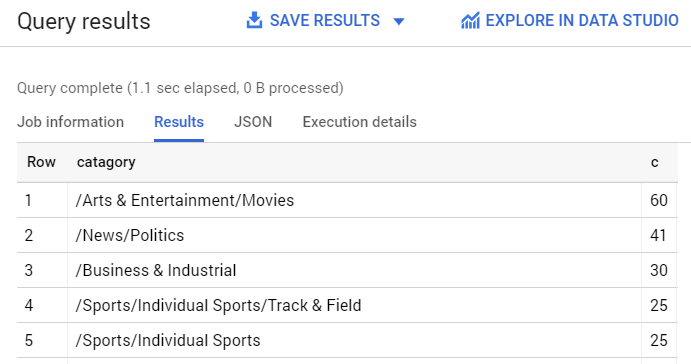 Query results SAVE RESULTS EXPLORE IN DATA STUDIO
Query complete (1.1 sec elapsed, 0 B processed)
Job information Results JSON Execution details
Row catagory c
1 /Arts & Entertainment/Movies 60
2 /News/Politics 41
3 /Business & Industrial 30
4 /Sports/Individual Sports/Track & Field 25
5 /Sports/Individual Sports 25